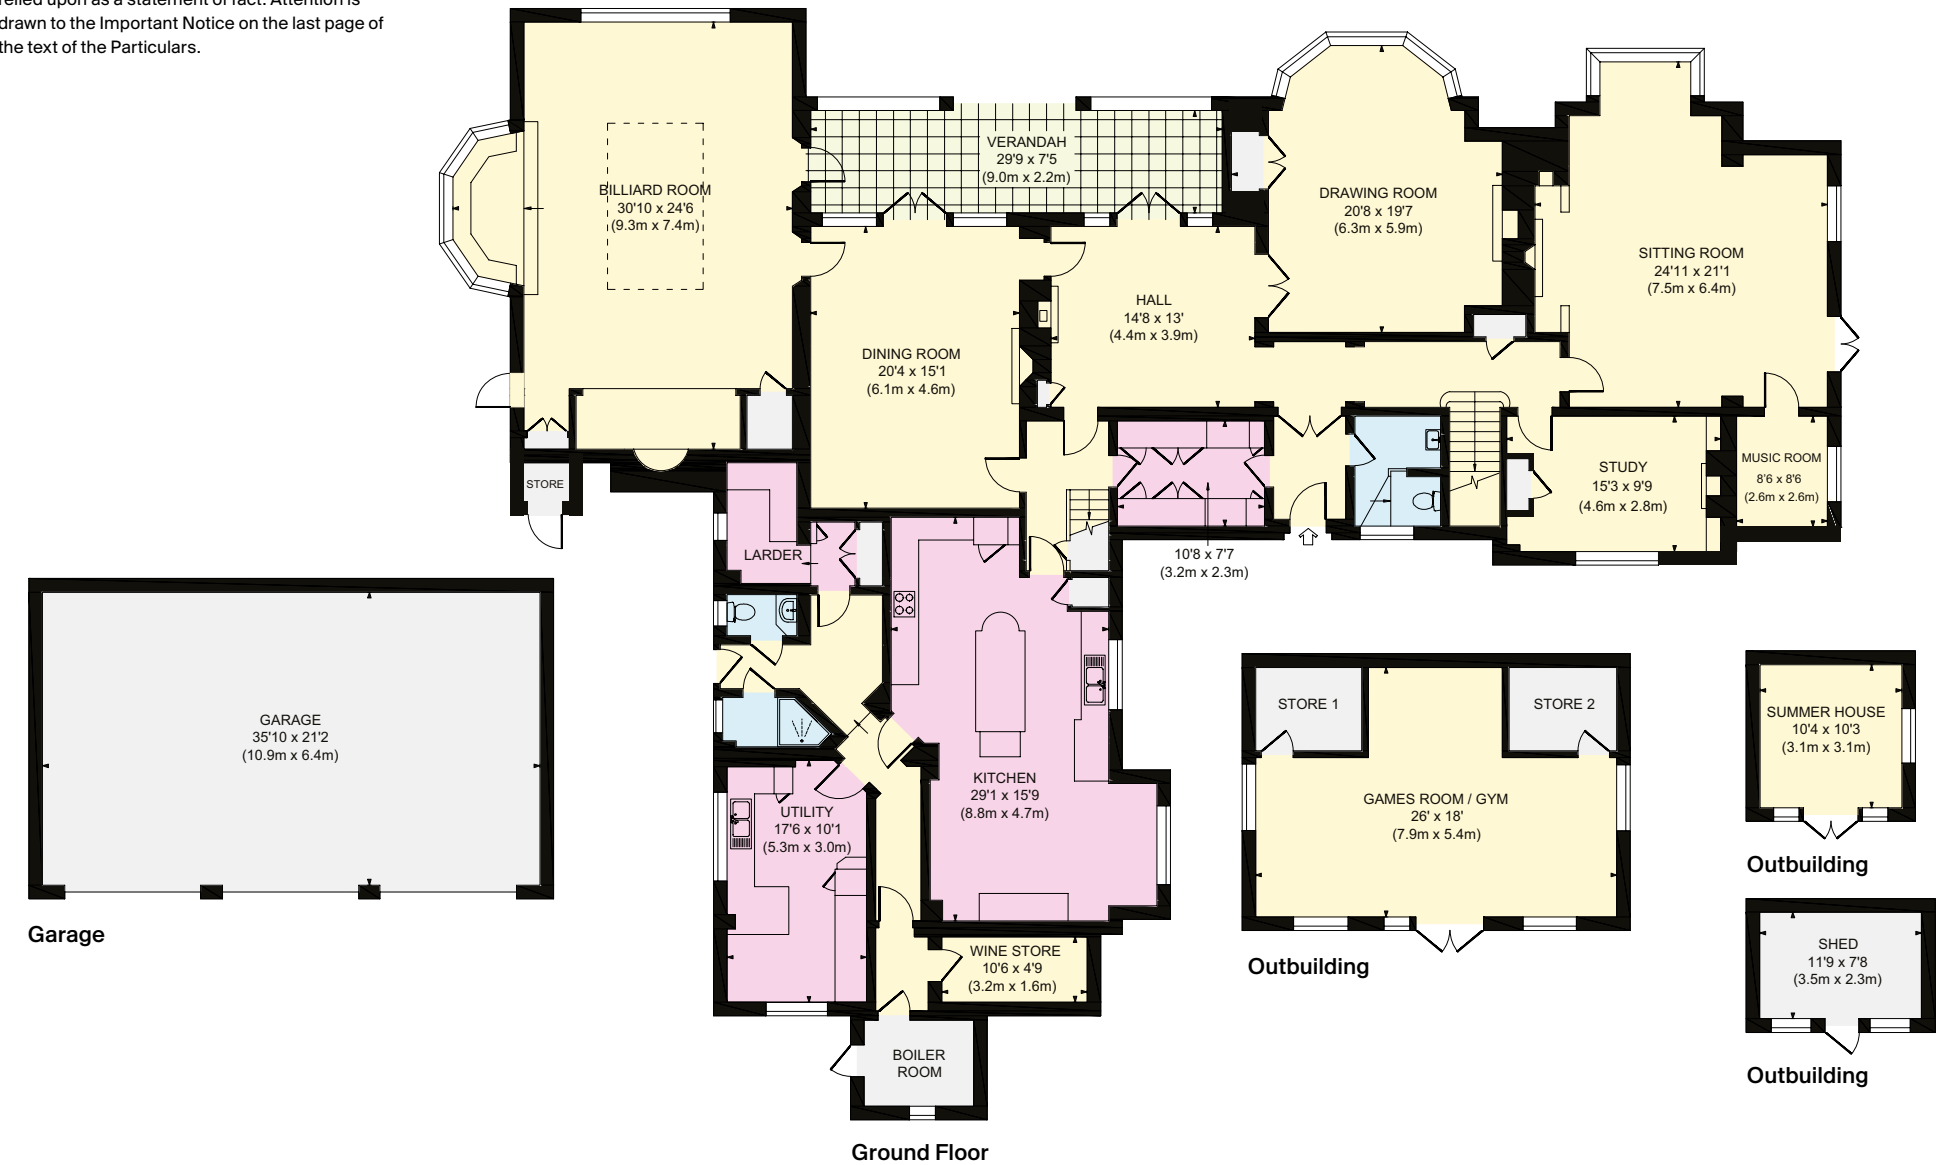 relied upon as a statement of fact. Attention is
drawn to the Important Notice on the last page of
the text of the Particulars.
BILLIARD ROOM
30'10 x 24'6
(9.3m x 7.4m)
VERANDAH
29'9 x 7'5
(9.0m x 2.2m)
DRAWING ROOM
20'8 x 19'7
(6.3m x 5.9m)
SITTING ROOM
24'11 x 21'1
(7.5m x 6.4m)
HALL
14'8 x 13'
(4.4m x 3.9m)
DINING ROOM
20'4 x 15'1
(6.1m x 4.6m)
STORE
STUDY
15'3 x 9'9
(4.6m x 2.8m)
MUSIC ROOM
8'6 x 8'6
(2.6m x 2.6m)
LARDER
10'8 x 7'7
(3.2m x 2.3m)
GARAGE
35'10 x 21'2
(10.9m x 6.4m)
Garage
KITCHEN
29'1 x 15'9
(8.8m x 4.7m)
UTILITY
17'6 x 10'1
(5.3m x 3.0m)
WINE STORE
10'6 x 4'9
(3.2m x 1.6m)
BOILER
ROOM
Ground Floor
STORE 1
STORE 2
GAMES ROOM / GYM
26' x 18'
(7.9m x 5.4m)
Outbuilding
SUMMER HOUSE
10'4 x 10'3
(3.1m x 3.1m)
Outbuilding
SHED
11'9 x 7'8
(3.5m x 2.3m)
Outbuilding